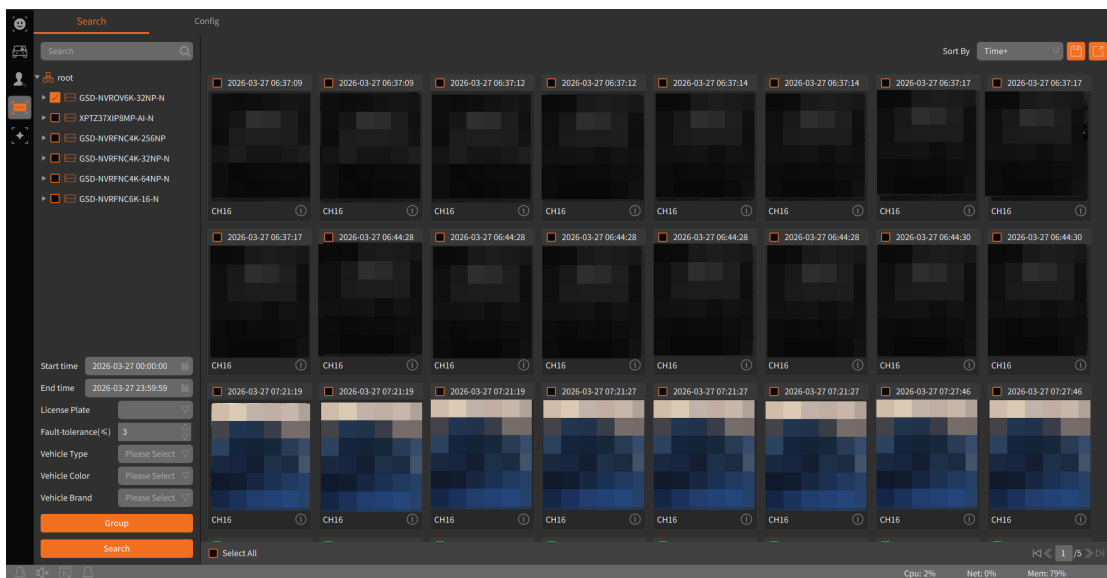 Search Config
Search
Sort By Time+
root
GSD-NVROV6K-32NP-N
XPTZ37XIP8MP-AI-N
GSD-NVRFNC4K-256NP
GSD-NVRFNC4K-32NP-N
GSD-NVRFNC4K-64NP-N
GSD-NVRFNC6K-16-N
2026-03-27 06:37:09 2026-03-27 06:37:09 2026-03-27 06:37:12 2026-03-27 06:37:12 2026-03-27 06:37:14 2026-03-27 06:37:14 2026-03-27 06:37:17 2026-03-27 06:37:17
CH16 CH16 CH16 CH16 CH16 CH16 CH16 CH16
2026-03-27 06:37:17 2026-03-27 06:44:28 2026-03-27 06:44:28 2026-03-27 06:44:28 2026-03-27 06:44:28 2026-03-27 06:44:28 2026-03-27 06:44:30 2026-03-27 06:44:30
CH16 CH16 CH16 CH16 CH16 CH16 CH16 CH16
2026-03-27 07:21:19 2026-03-27 07:21:19 2026-03-27 07:21:19 2026-03-27 07:21:27 2026-03-27 07:21:27 2026-03-27 07:21:27 2026-03-27 07:27:46 2026-03-27 07:27:46
CH16 CH16 CH16 CH16 CH16 CH16 CH16 CH16
Start time 2026-03-27 00:00:00
End time 2026-03-27 23:59:59
License Plate
Fault-tolerance(≤) 3
Vehicle Type Please Select
Vehicle Color Please Select
Vehicle Brand Please Select
Group
Search
Select All
1 /5
Cpu: 2% Net: 0% Mem: 79%